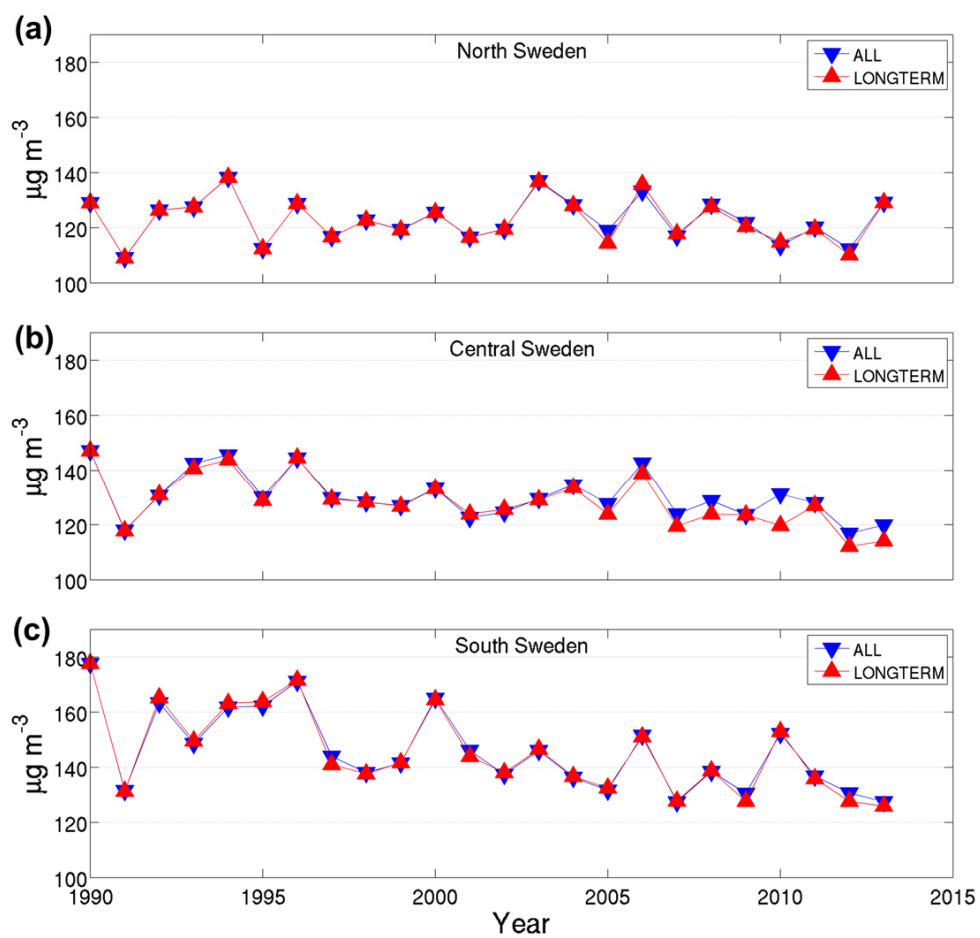 (a)
North Sweden
ALL
LONGTERM
180
160
140
120
100
µg m-3
(b)
Central Sweden
ALL
LONGTERM
180
160
140
120
100
µg m-3
(c)
South Sweden
ALL
LONGTERM
180
160
140
120
100
µg m-3
1990 1995 2000 2005 2010 2015
Year